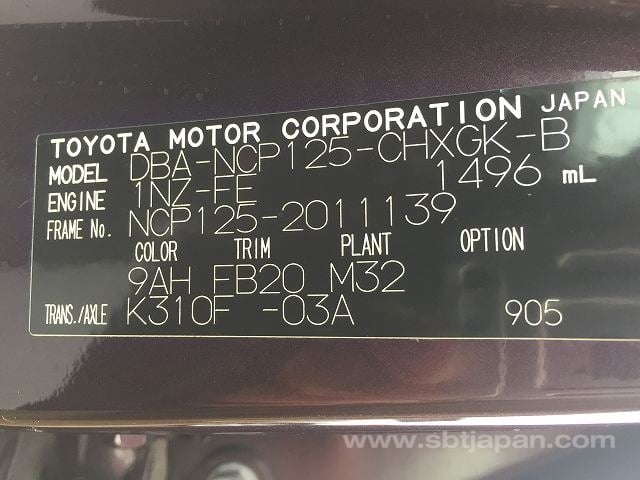 TOYOTA MOTOR CORPORATION JAPAN
MODEL DBA-NCP125-CHXGK-B
ENGINE 1NZ-FE 1496 mL
FRAME No. NCP125-2011139
COLOR TRIM PLANT OPTION
9AH FB20 M32
TRANS./AXLE K310F -03A 905
www.sbtjapan.com